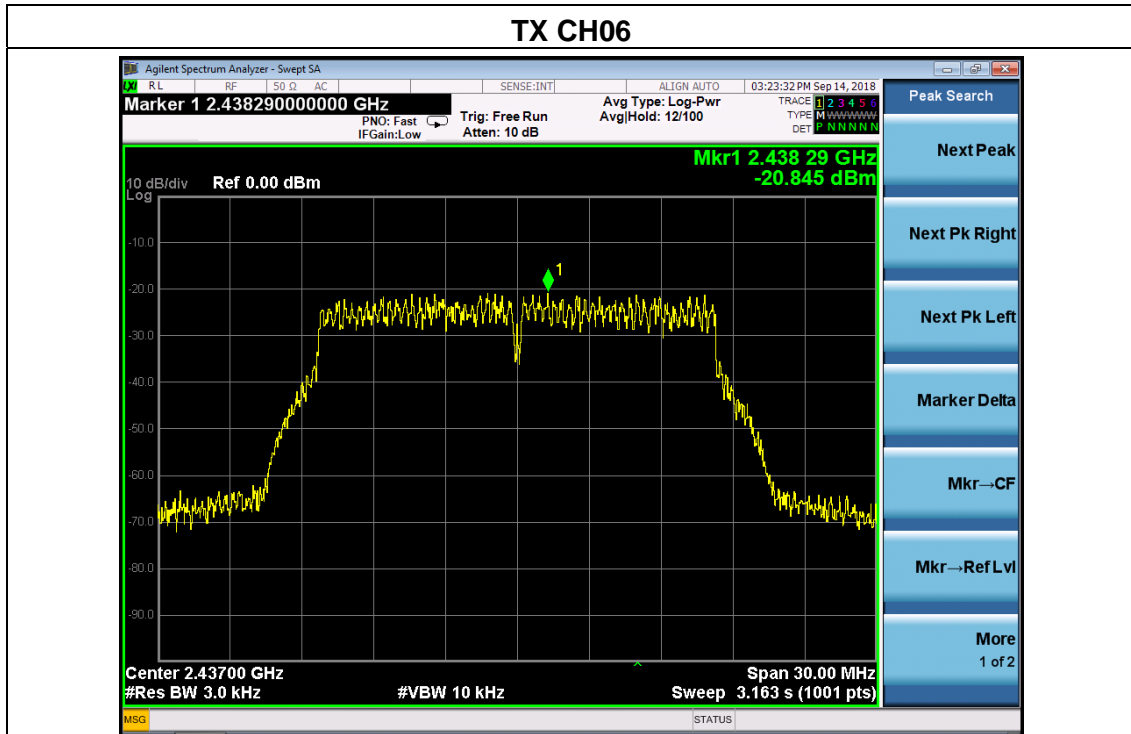 TX CH06
Agilent Spectrum Analyzer - Swept SA
LXI RL RF 50 Ω AC SENSE:INT ALIGN AUTO 03:23:32 PM Sep 14, 2018
Marker 1 2.438290000000 GHz
PNO: Fast
IFGain:Low
Trig: Free Run
Atten: 10 dB
Avg Type: Log-Pwr
Avg|Hold: 12/100
TRACE 1 2 3 4 5 6
TYPE M WWWWW
DET P N N N N N
Peak Search
Mkr1 2.438 29 GHz
-20.845 dBm
10 dB/div Ref 0.00 dBm
Log
1
-10.0
-20.0
-30.0
-40.0
-50.0
-60.0
-70.0
-80.0
-90.0
Center 2.43700 GHz Span 30.00 MHz
#Res BW 3.0 kHz #VBW 10 kHz Sweep 3.163 s (1001 pts)
Next Peak
Next Pk Right
Next Pk Left
Marker Delta
Mkr→CF
Mkr→Ref Lvl
More
1 of 2
MSG STATUS